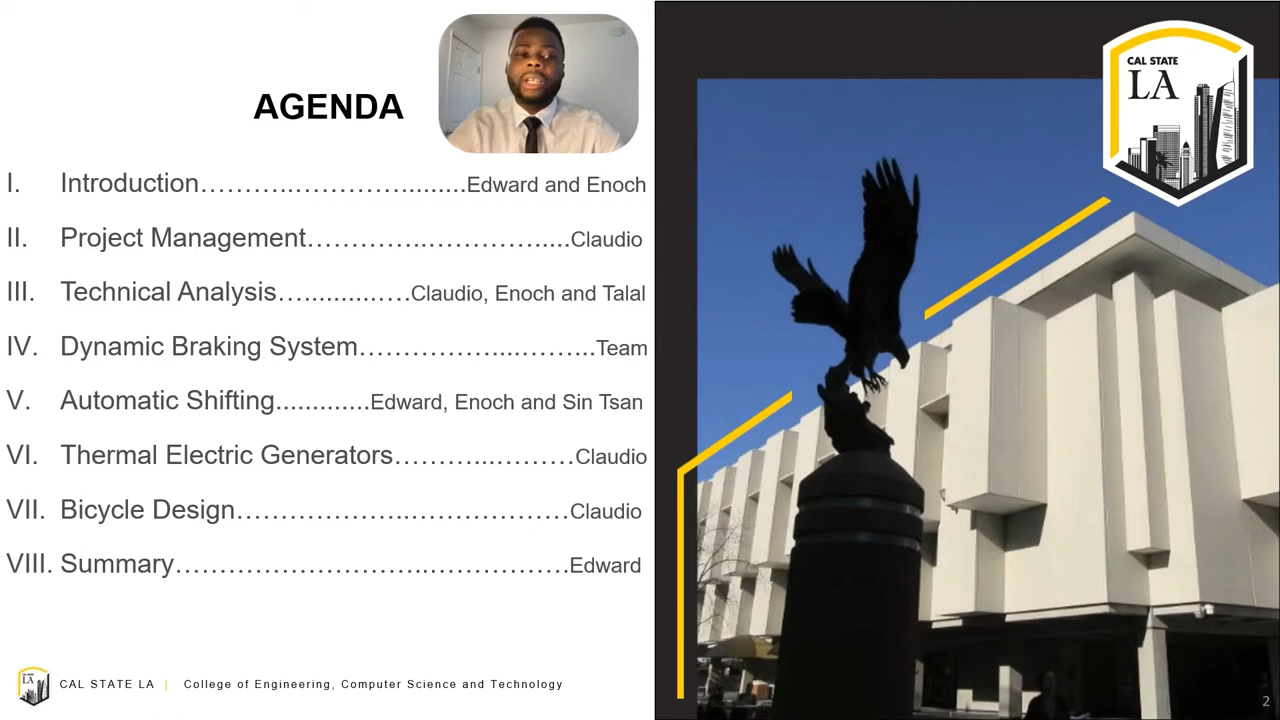 AGENDA
I. Introduction………..…………..........Edward and Enoch
II. Project Management…………...………….....Claudio
III. Technical Analysis…..........….Claudio, Enoch and Talal
IV. Dynamic Braking System……………....……...Team
V. Automatic Shifting............Edward, Enoch and Sin Tsan
VI. Thermal Electric Generators………...………Claudio
VII. Bicycle Design………………..………………Claudio
VIII. Summary……………………….…..……………Edward
CAL STATE LA | College of Engineering, Computer Science and Technology
CAL STATE
LA
2